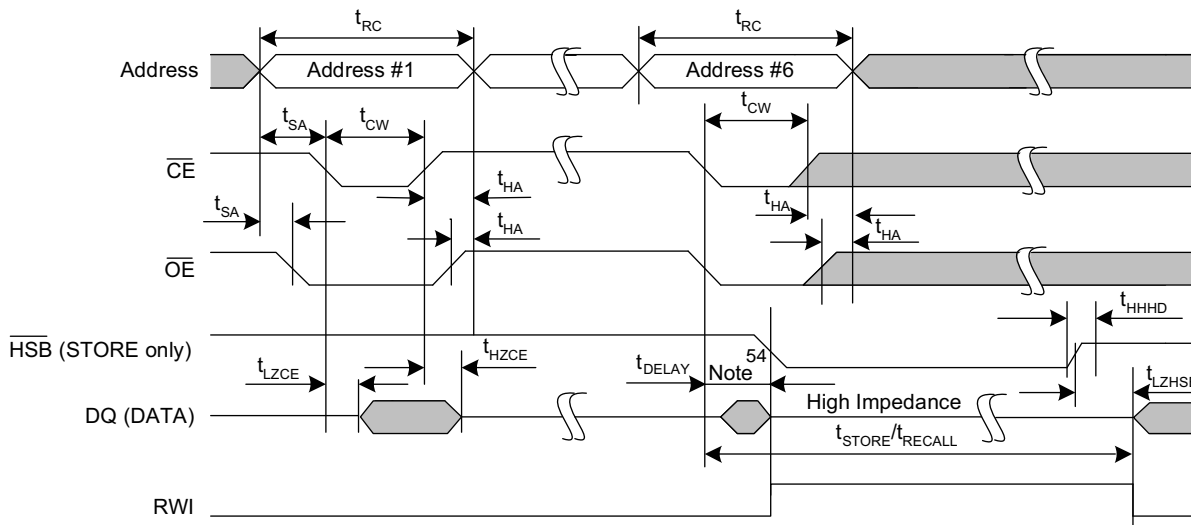 tRC
tRC
Address
Address #1
Address #6
tCW
tSA
tCW
CE
tHA
tSA
tHA
tHA
tHA
OE
tHHHD
HSB (STORE only)
tLZCE
tHZCE
tDELAY
Note 54
DQ (DATA)
High Impedance
tSTORE/tRECALL
RWI